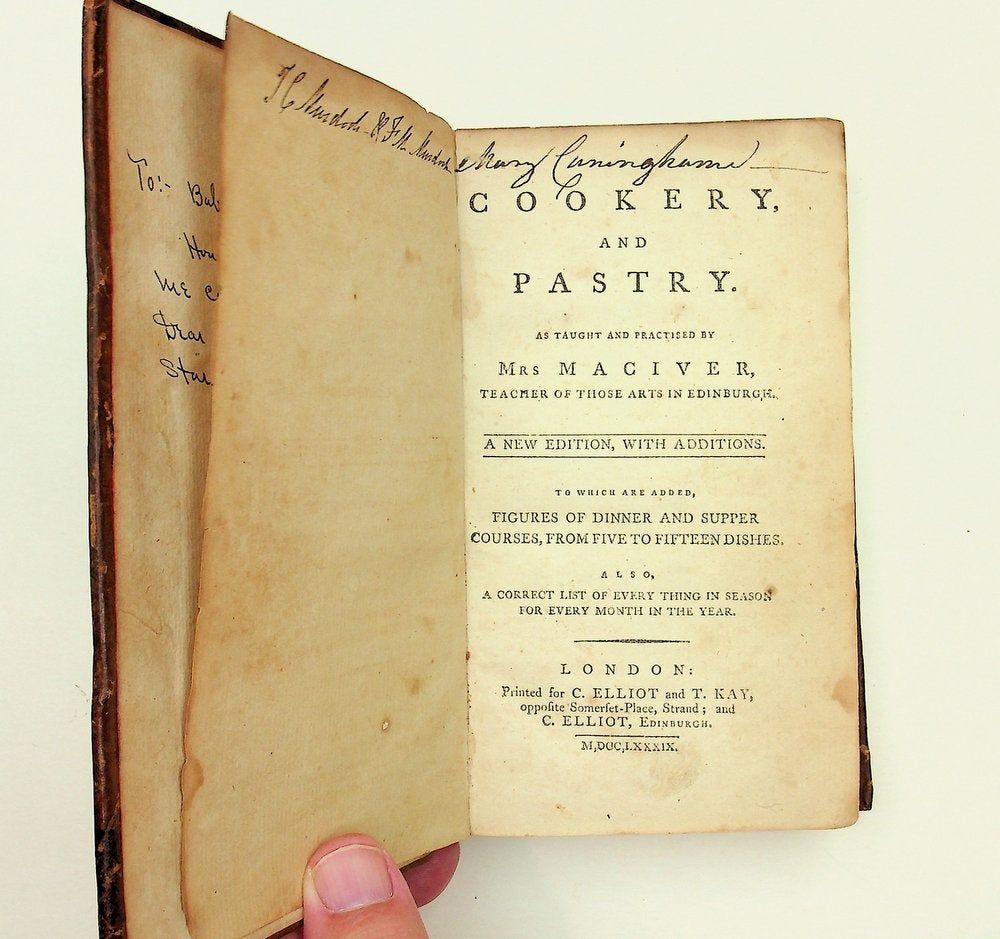 To:-
Me
H C Murdoch & F M Murdoch
Mary Cuninghame
COOKERY,
AND
PASTRY.
AS TAUGHT AND PRACTISED BY
MRS MACIVER,
TEACHER OF THOSE ARTS IN EDINBURGH.
A NEW EDITION, WITH ADDITIONS.
TO WHICH ARE ADDED,
FIGURES OF DINNER AND SUPPER
COURSES, FROM FIVE TO FIFTEEN DISHES.
ALSO,
A CORRECT LIST OF EVERY THING IN SEASON
FOR EVERY MONTH IN THE YEAR.
LONDON:
Printed for C. ELLIOT and T. KAY,
oppoſite Somerſet-Place, Strand; and
C. ELLIOT, EDINBURGH.
M,DCC,LXXXIX.